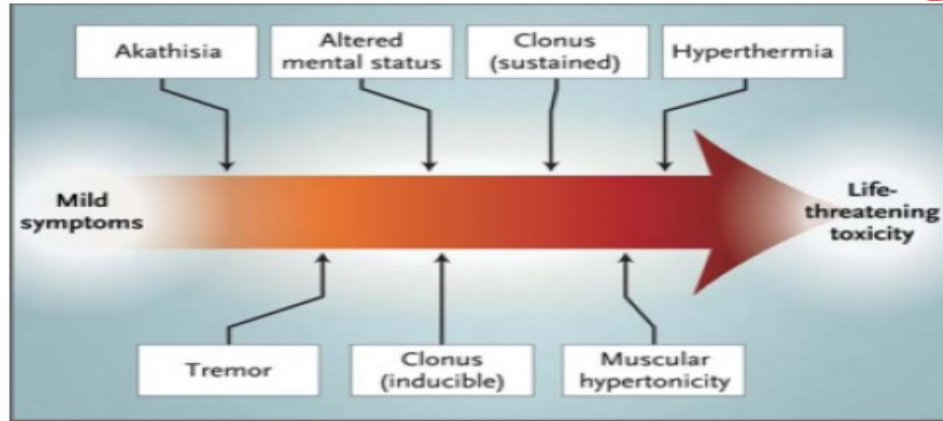 Akathisia
Altered
mental status
Clonus
(sustained)
Hyperthermia
Mild
symptoms
Life-
threatening
toxicity
Tremor
Clonus
(inducible)
Muscular
hypertonicity